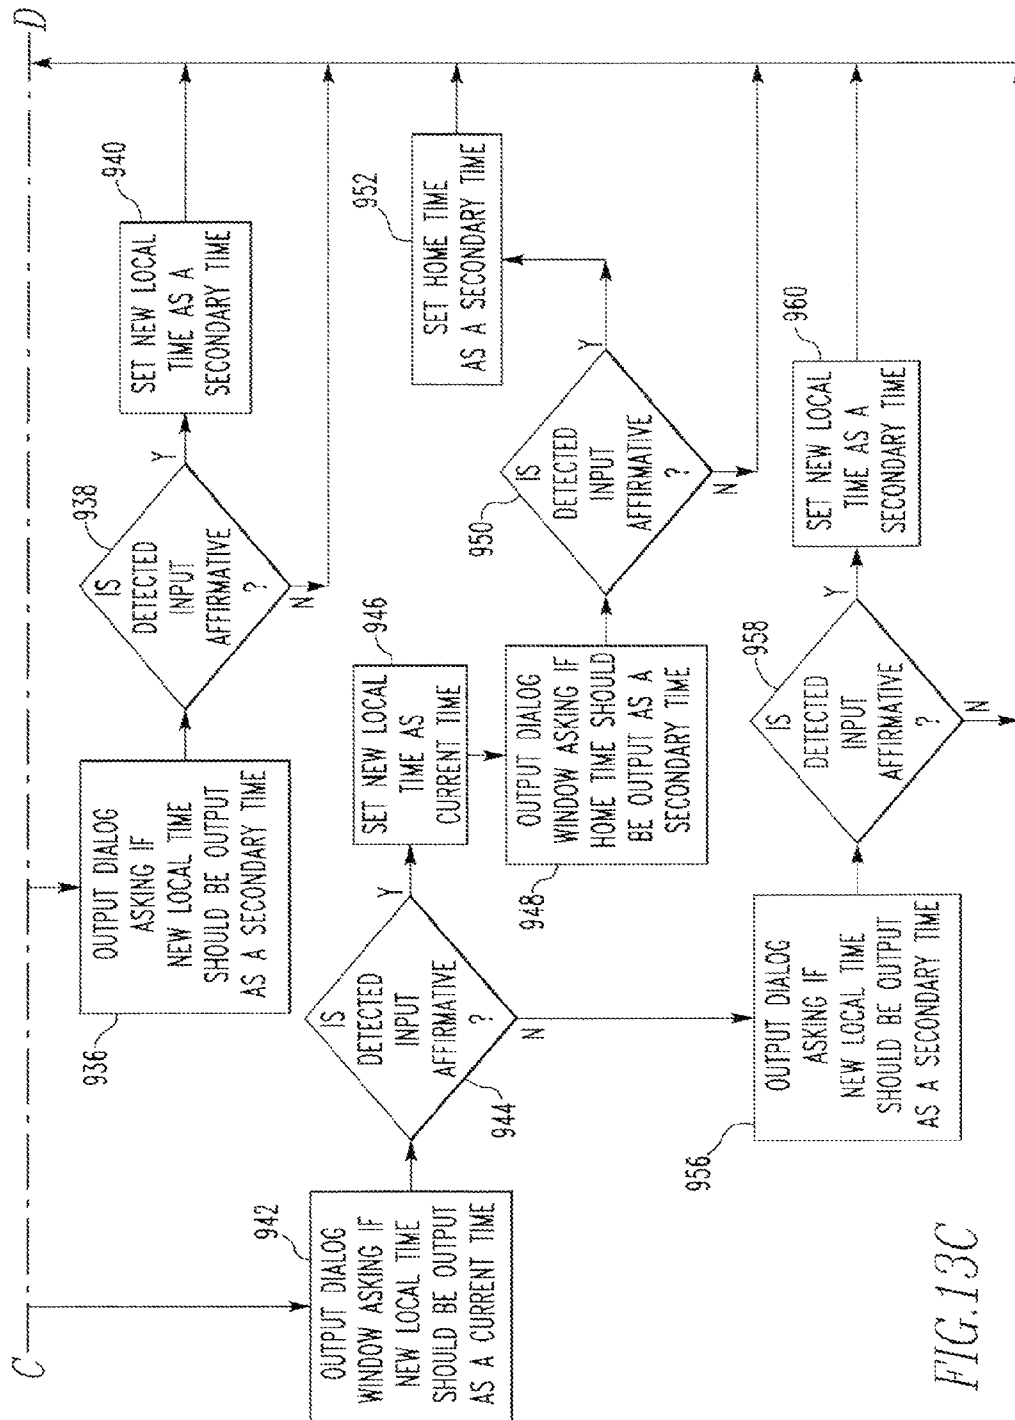 C
D
OUTPUT DIALOG
ASKING IF
NEW LOCAL TIME
SHOULD BE OUTPUT
AS A SECONDARY TIME
936
IS
DETECTED
INPUT
AFFIRMATIVE
?
938
Y
N
SET NEW LOCAL
TIME AS A
SECONDARY TIME
940
OUTPUT DIALOG
WINDOW ASKING IF
NEW LOCAL TIME
SHOULD BE OUTPUT
AS A CURRENT TIME
942
IS
DETECTED
INPUT
AFFIRMATIVE
?
944
Y
N
SET NEW LOCAL
TIME AS
CURRENT TIME
946
OUTPUT DIALOG
WINDOW ASKING IF
HOME TIME SHOULD
BE OUTPUT AS A
SECONDARY TIME
948
IS
DETECTED
INPUT
AFFIRMATIVE
?
950
Y
N
SET HOME TIME
AS A SECONDARY TIME
952
OUTPUT DIALOG
ASKING IF
NEW LOCAL TIME
SHOULD BE OUTPUT
AS A SECONDARY TIME
956
IS
DETECTED
INPUT
AFFIRMATIVE
?
958
Y
N
SET NEW LOCAL
TIME AS A
SECONDARY TIME
960
FIG.13C